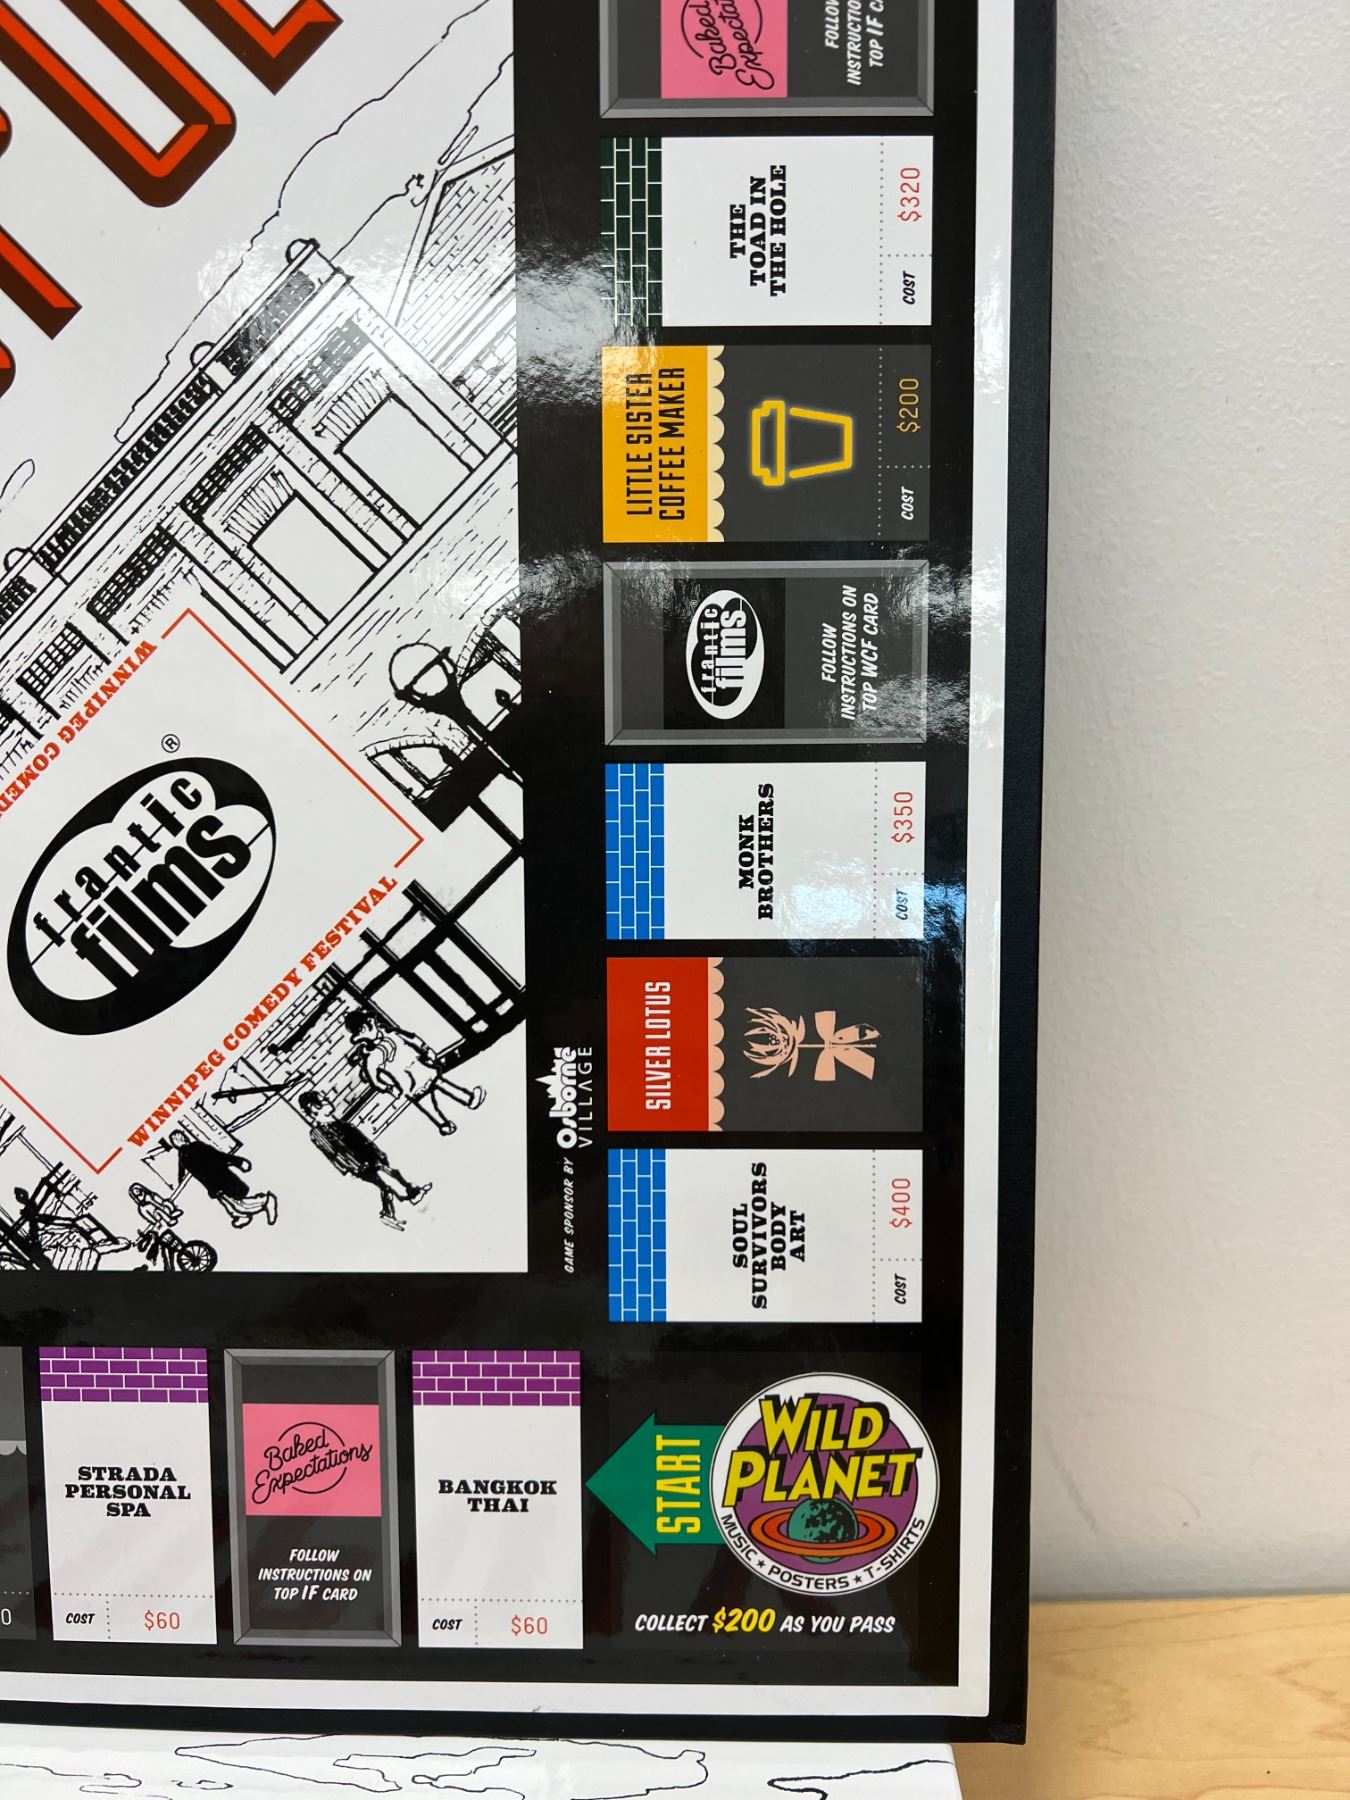 Baked
Expectations
FOLLOW
INSTRUCTIONS
TOP IF
THE
TOAD IN
THE HOLE
COST $320
LITTLE SISTER
COFFEE MAKER
COST $200
frantic
films
FOLLOW
INSTRUCTIONS ON
TOP WCF CARD
MONK
BROTHERS
COST $350
SILVER LOTUS
SOUL
SURVIVORS
BODY
ART
COST $400
WINNIPEG COMEDY
frantic
films
®
WINNIPEG COMEDY FESTIVAL
GAME SPONSOR BY Osborne
VILLAGE
STRADA
PERSONAL
SPA
COST $60
Baked
Expectations
FOLLOW
INSTRUCTIONS ON
TOP IF CARD
BANGKOK
THAI
COST $60
START
WILD
PLANET
MUSIC ★ POSTERS ★ T-SHIRTS
COLLECT $200 AS YOU PASS